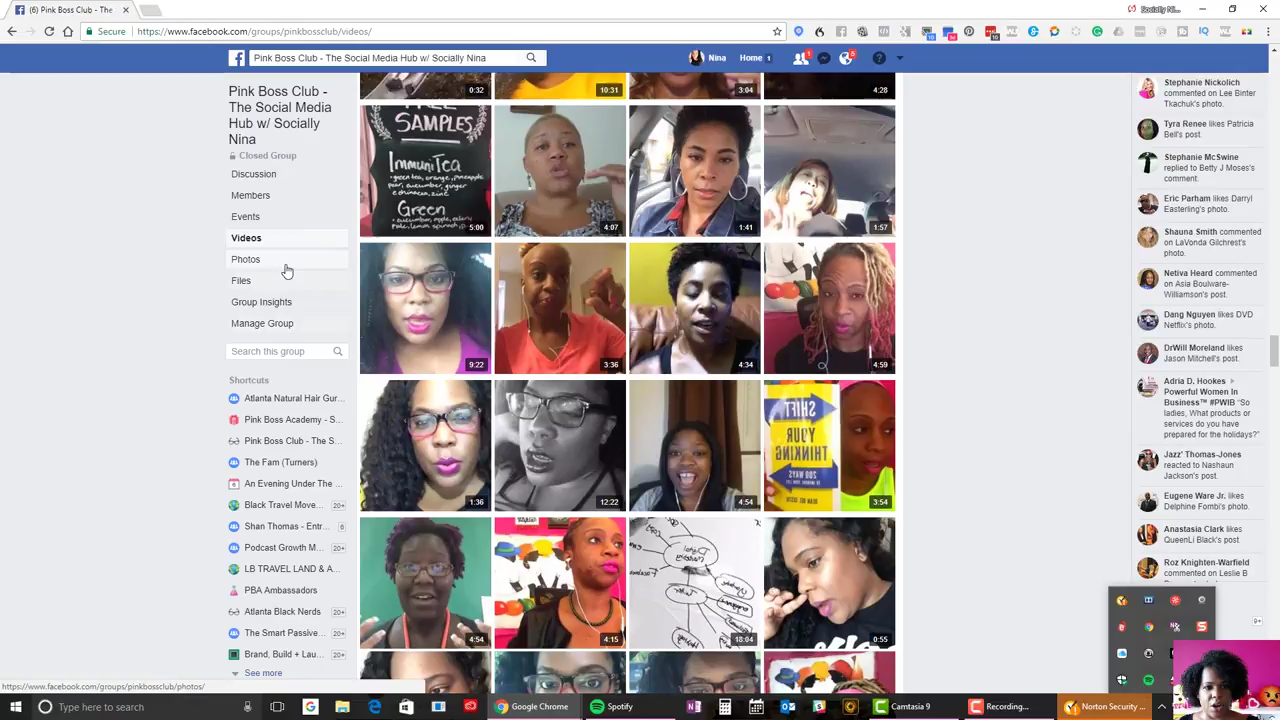 (6) Pink Boss Club - The
Socially Nin...
Secure
https://www.facebook.com/groups/pinkbossclub/videos/
Pink Boss Club - The Social Media Hub w/ Socially Nina
Nina
Home 1
Pink Boss Club -
The Social Media
Hub w/ Socially
Nina
Closed Group
Discussion
Members
Events
Videos
Photos
Files
Group Insights
Manage Group
Search this group
Shortcuts
Atlanta Natural Hair Gur...
Pink Boss Academy - S...
Pink Boss Club - The S...
The Fam (Turners)
An Evening Under The ...
Black Travel Move... 20+
Shan Thomas - Entr... 6
Podcast Growth M... 20+
LB TRAVEL LAND & A...
PBA Ambassadors
Atlanta Black Nerds 20+
The Smart Passive... 20+
Brand, Build + Lau... 20+
See more
0:32
10:31
3:04
4:28
FREE
SAMPLES
IMMUNITEA
Green
5:00
4:07
1:41
1:57
9:22
3:36
4:34
4:59
1:36
12:22
4:54
SHIFT
YOUR
THINKING
200 WAYS
3:54
4:54
4:15
18:04
0:55
Stephanie Nickolich
commented on Lee Binter
Tkachuk's photo.
Tyra Renee likes Patricia
Bell's post.
Stephanie McSwine
replied to Betty J Moses's
comment.
Eric Parham likes Darryl
Easterling's photo.
Shauna Smith commented
on LaVonda Gilchrest's
photo.
Netiva Heard commented
on Asia Boulware-
Williamson's post.
Dang Nguyen likes DVD
Netflix's photo.
DrWill Moreland likes
Jason Mitchell's post.
Adria D. Hookes
Powerful Women In
Business™ #PWIB "So
ladies, What products or
services do you have
prepared for the holidays?"
Jazz' Thomas-Jones
reacted to Nashaun
Jackson's post.
Eugene Ware Jr. likes
Delphine Fombi's photo.
Anastasia Clark likes
QueenLi Black's post.
Roz Knighten-Warfield
commented on Leslie B
https://www.facebook.com/groups/pinkbossclub/photos/
Type here to search
Google Chrome
Spotify
Camtasia 9
Recording...
Norton Security ...